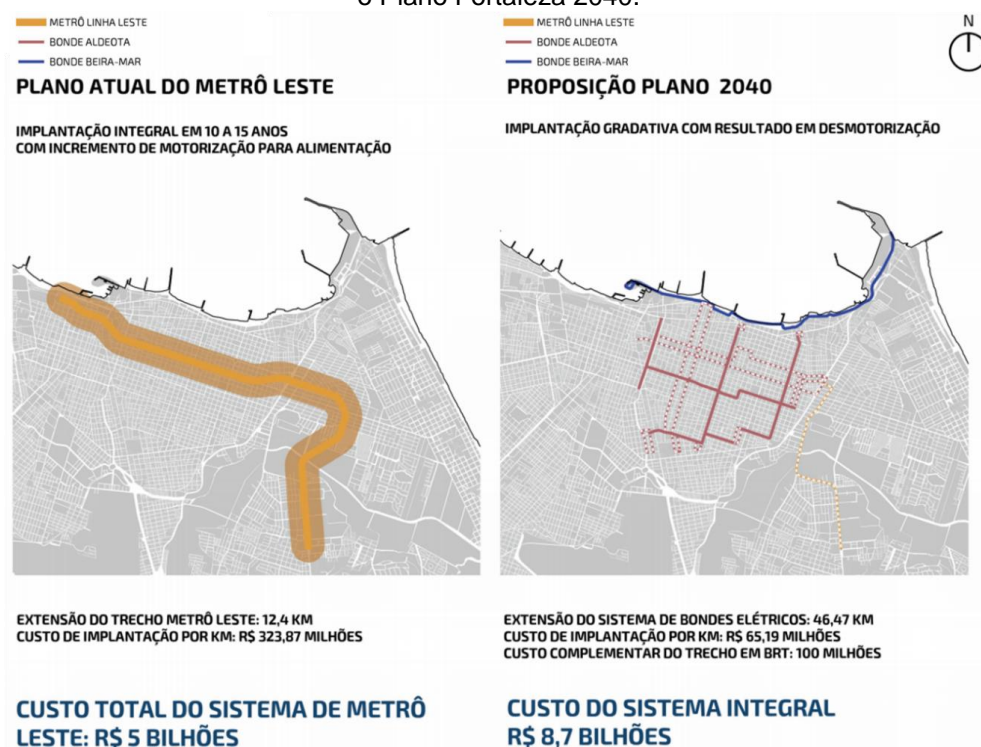 e Plano Fortaleza 2040.
METRÔ LINHA LESTE
BONDE ALDEOTA
BONDE BEIRA-MAR
PLANO ATUAL DO METRÔ LESTE
IMPLANTAÇÃO INTEGRAL EM 10 A 15 ANOS
COM INCREMENTO DE MOTORIZAÇÃO PARA ALIMENTAÇÃO
EXTENSÃO DO TRECHO METRÔ LESTE: 12,4 KM
CUSTO DE IMPLANTAÇÃO POR KM: R$ 323,87 MILHÕES
CUSTO TOTAL DO SISTEMA DE METRÔ
LESTE: R$ 5 BILHÕES
METRÔ LINHA LESTE
BONDE ALDEOTA
BONDE BEIRA-MAR
N
PROPOSIÇÃO PLANO 2040
IMPLANTAÇÃO GRADATIVA COM RESULTADO EM DESMOTORIZAÇÃO
EXTENSÃO DO SISTEMA DE BONDES ELÉTRICOS: 46,47 KM
CUSTO DE IMPLANTAÇÃO POR KM: R$ 65,19 MILHÕES
CUSTO COMPLEMENTAR DO TRECHO EM BRT: 100 MILHÕES
CUSTO DO SISTEMA INTEGRAL
R$ 8,7 BILHÕES